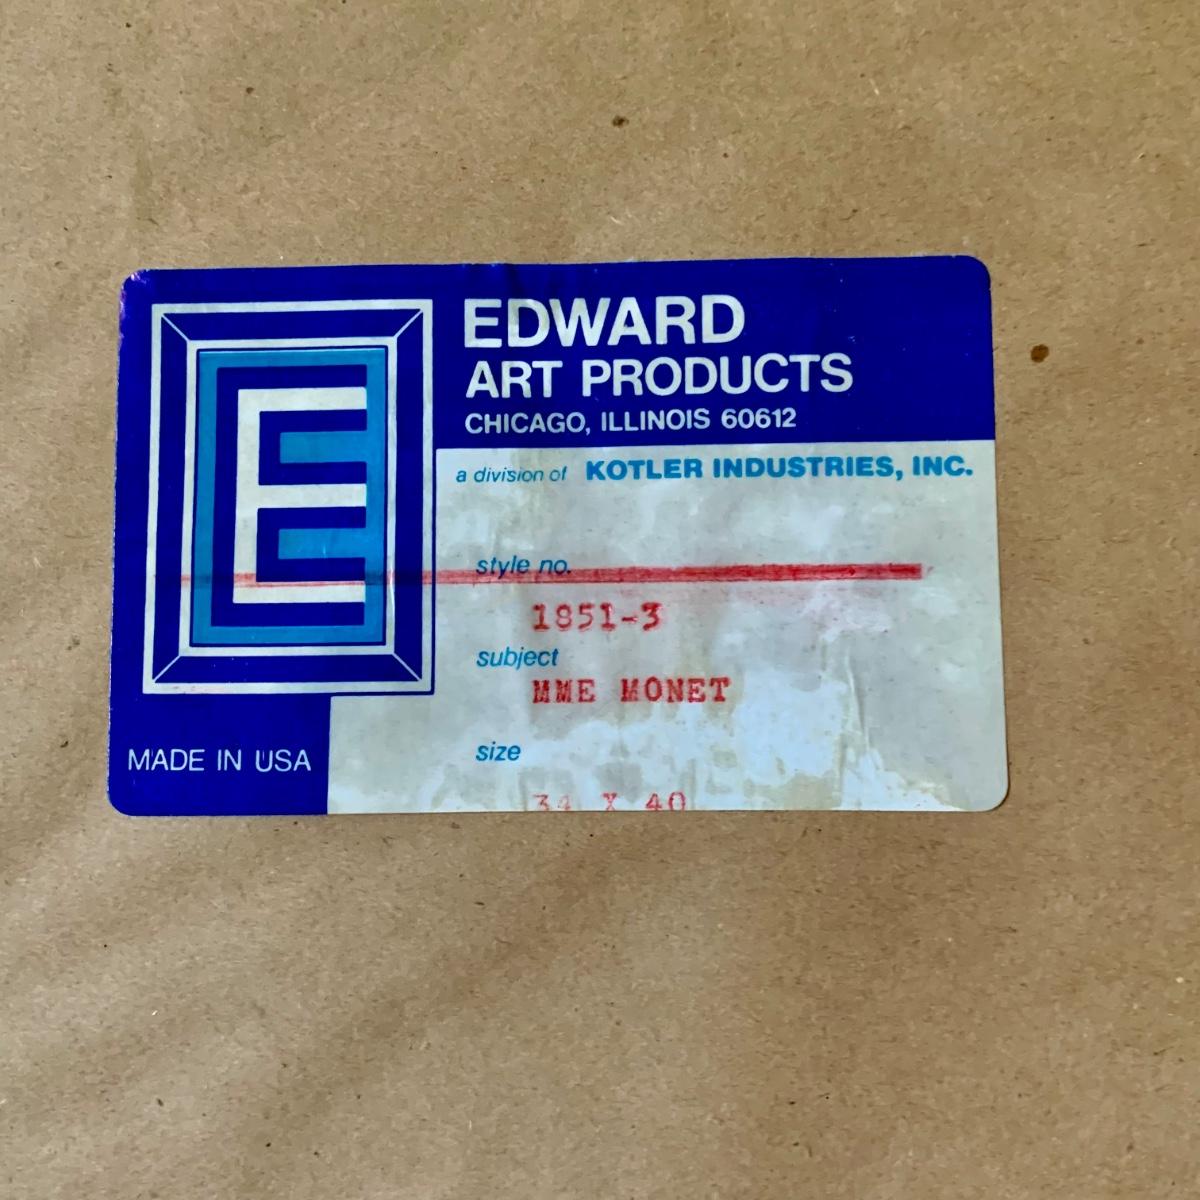 E
EDWARD
ART PRODUCTS
CHICAGO, ILLINOIS 60612
a division of KOTLER INDUSTRIES, INC.
style no.
1851-3
subject
MME MONET
size
34 X 40
MADE IN USA